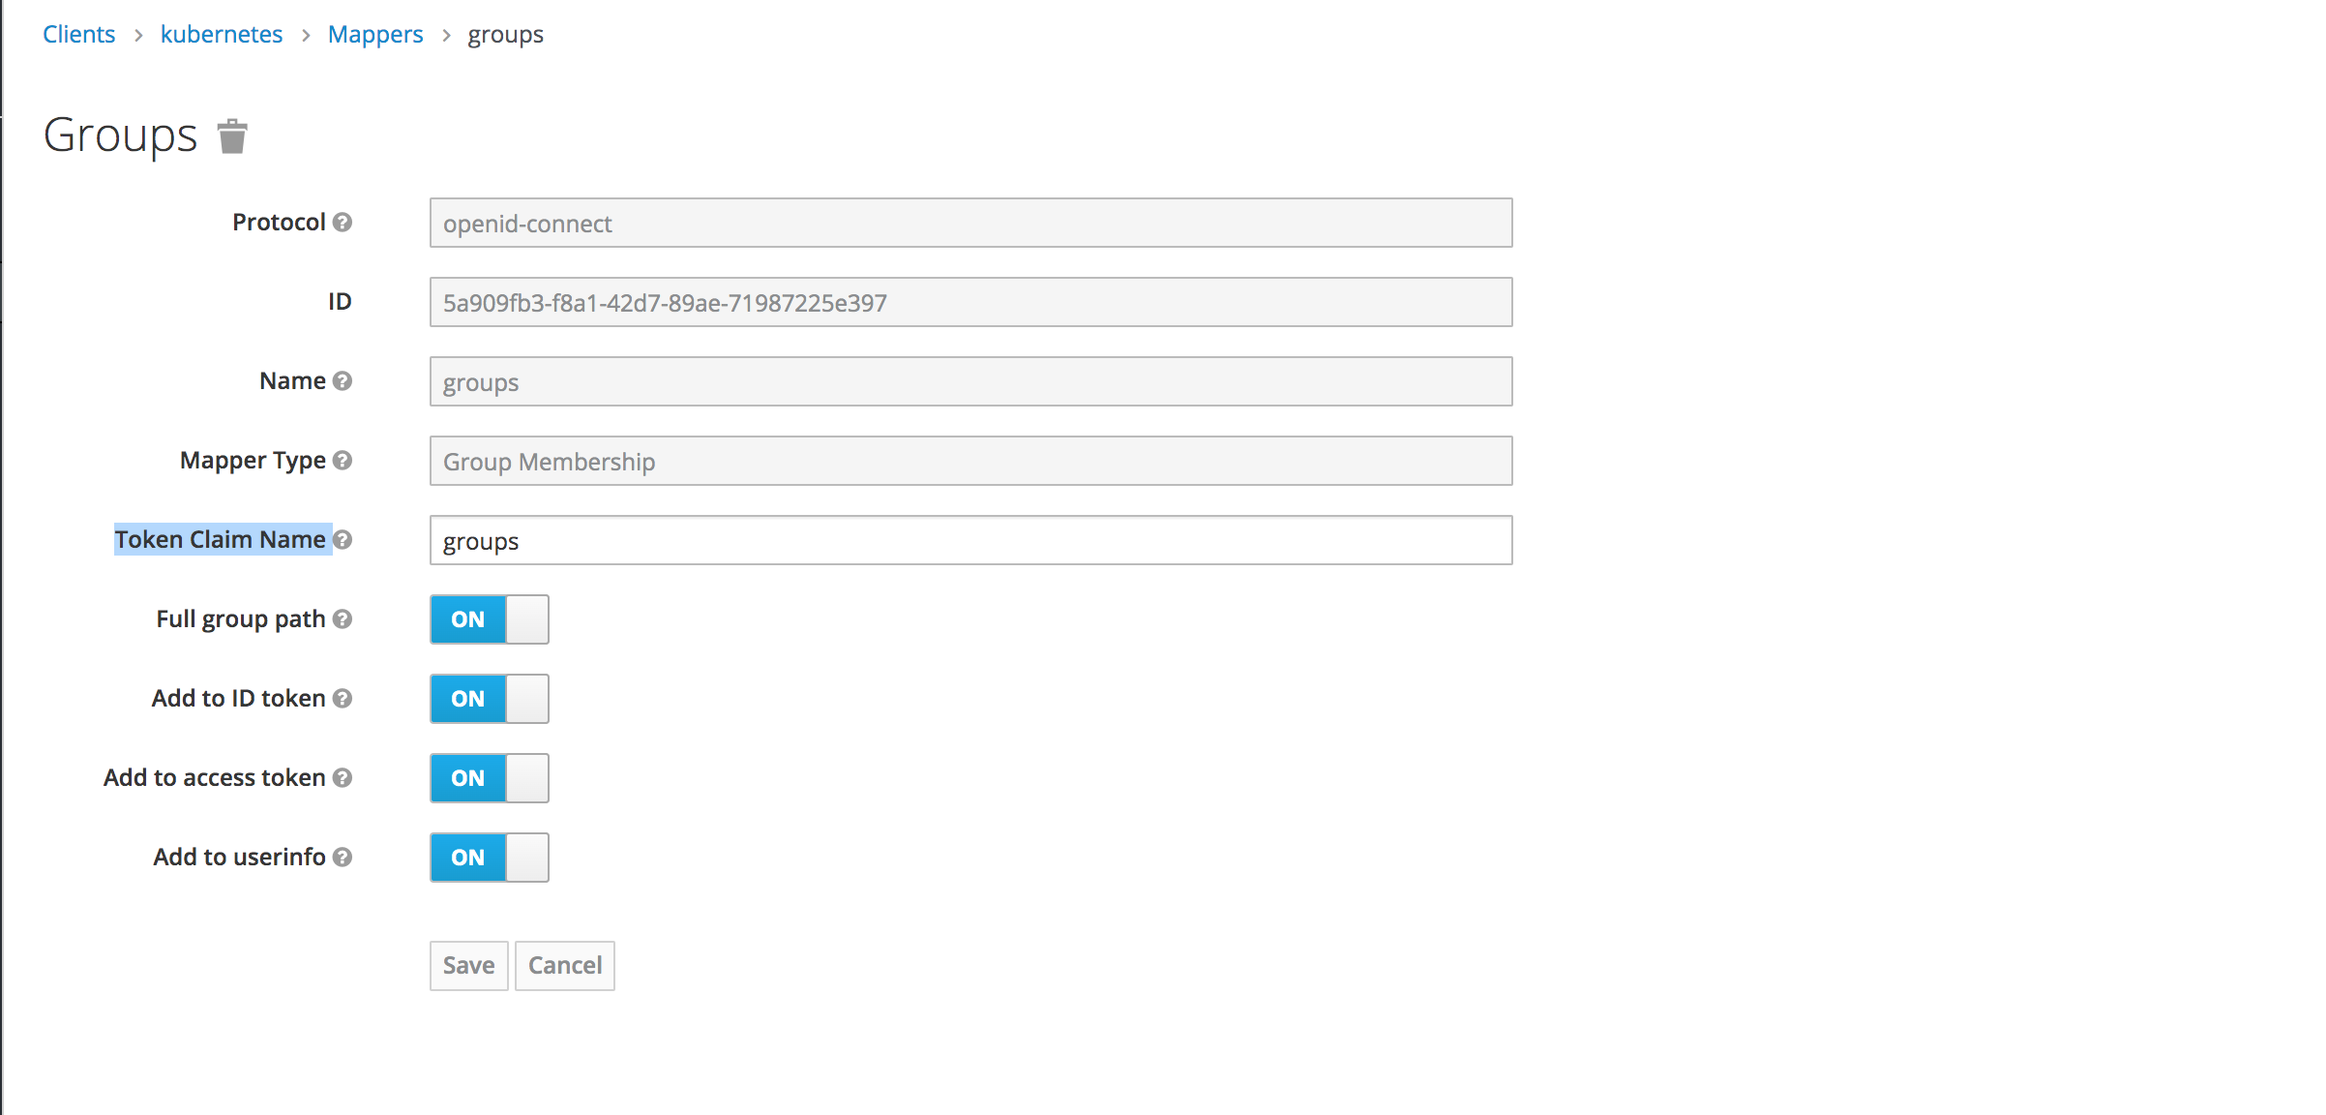 Clients > kubernetes > Mappers > groups
Groups
Protocol openid-connect
ID 5a909fb3-f8a1-42d7-89ae-71987225e397
Name groups
Mapper Type Group Membership
Token Claim Name groups
Full group path ON
Add to ID token ON
Add to access token ON
Add to userinfo ON
Save Cancel